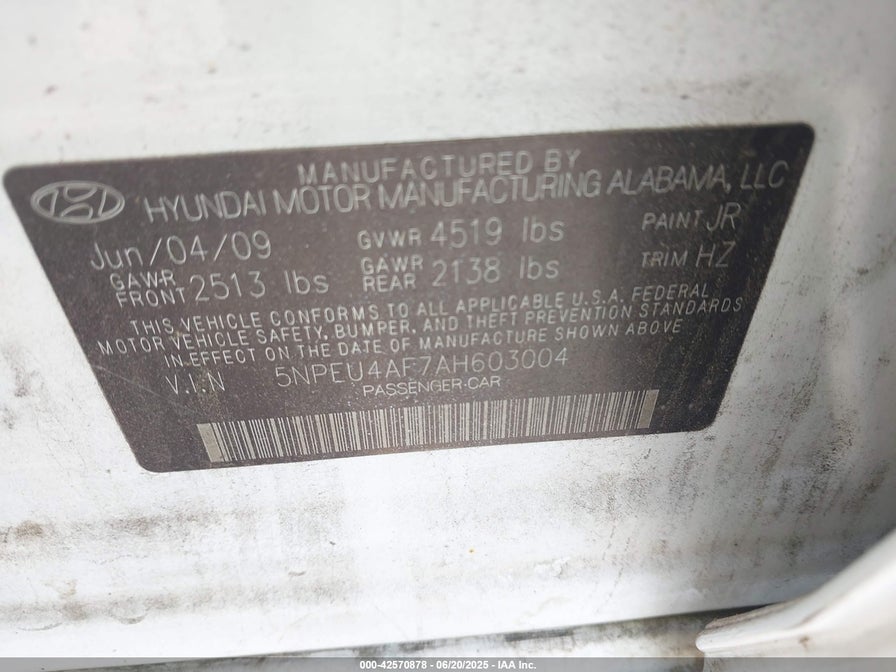 MANUFACTURED BY
HYUNDAI MOTOR MANUFACTURING ALABAMA, LLC
Jun/04/09 GVWR 4519 lbs PAINT JR
GAWR FRONT 2513 lbs GAWR REAR 2138 lbs TRIM HZ
THIS VEHICLE CONFORMS TO ALL APPLICABLE U.S.A. FEDERAL
MOTOR VEHICLE SAFETY, BUMPER, AND THEFT PREVENTION STANDARDS
IN EFFECT ON THE DATE OF MANUFACTURE SHOWN ABOVE
V.I.N 5NPEU4AF7AH603004
PASSENGER-CAR
000-42570878 | 06/20/2025 - IAA Inc.